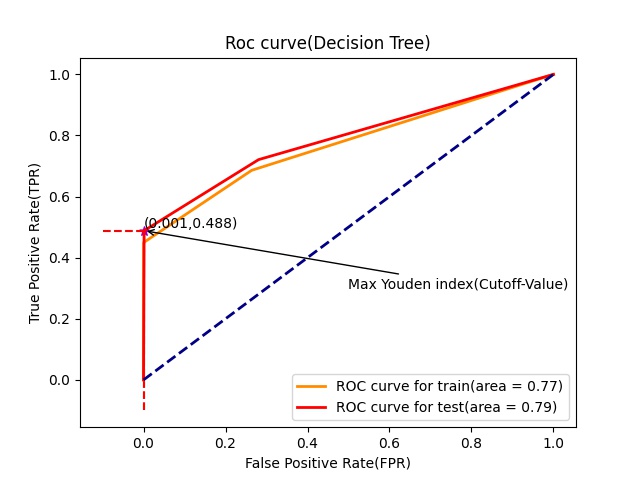 Roc curve(Decision Tree)
True Positive Rate(TPR)
1.0
0.8
0.6
0.4
0.2
0.0
(0.001,0.488)
Max Youden index(Cutoff-Value)
ROC curve for train(area = 0.77)
ROC curve for test(area = 0.79)
0.0 0.2 0.4 0.6 0.8 1.0
False Positive Rate(FPR)